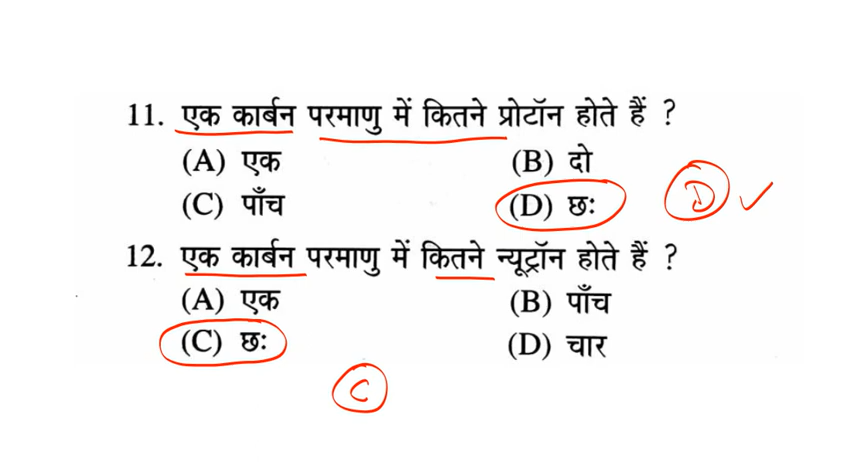 11. एक कार्बन परमाणु में कितने प्रोटॉन होते हैं ?
(A) एक (B) दो
(C) पाँच (D) छः D
12. एक कार्बन परमाणु में कितने न्यूट्रॉन होते हैं ?
(A) एक (B) पाँच
(C) छः (D) चार
C